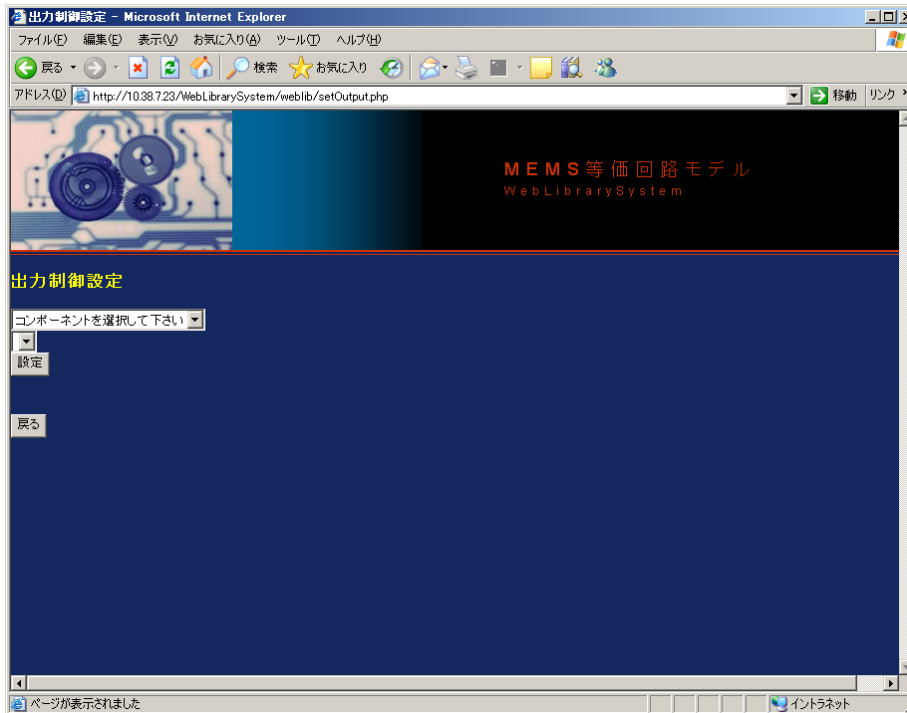 出力制御設定 - Microsoft Internet Explorer
ファイル(F) 編集(E) 表示(V) お気に入り(A) ツール(T) ヘルプ(H)
戻る 検索 お気に入り
アドレス(D) http://10.38.7.23/WebLibrarySystem/weblib/setOutput.php 移動 リンク
MEMS等価回路モデル
WebLibrarySystem
出力制御設定
コンポーネントを選択して下さい
設定
戻る
ページが表示されました イントラネット